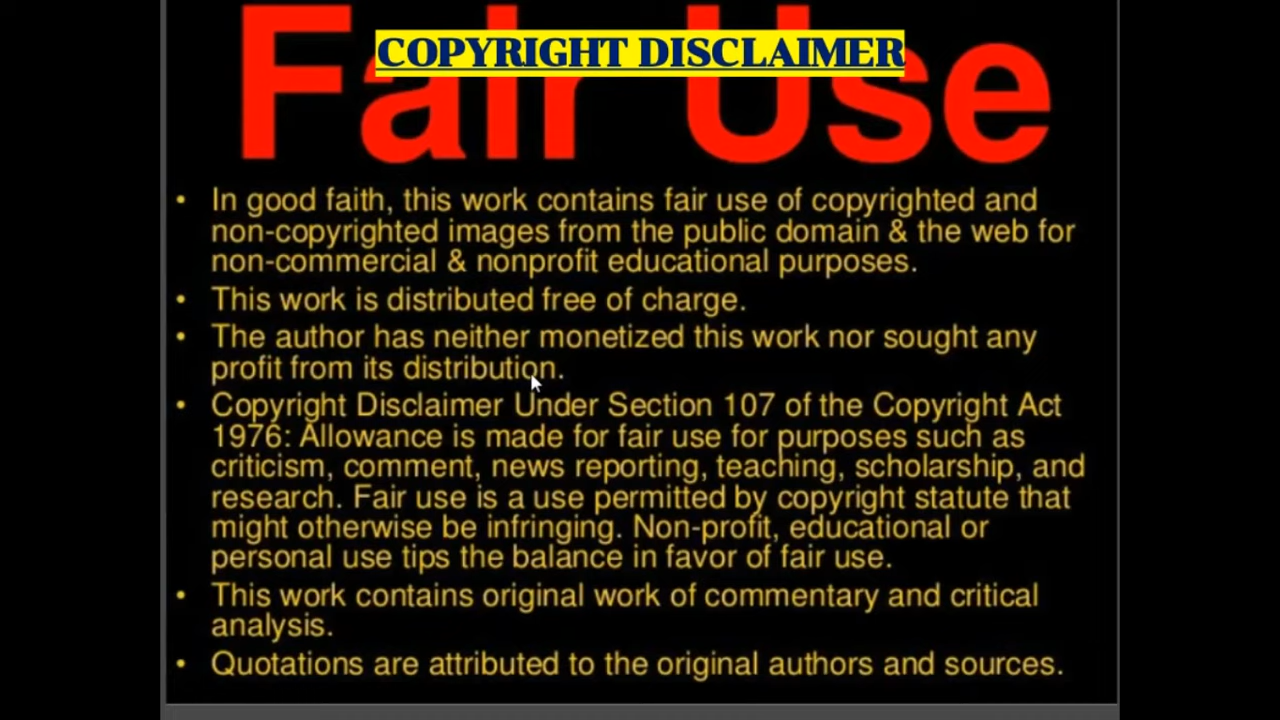 COPYRIGHT DISCLAIMER
Fair Use
• In good faith, this work contains fair use of copyrighted and
non-copyrighted images from the public domain & the web for
non-commercial & nonprofit educational purposes.
• This work is distributed free of charge.
• The author has neither monetized this work nor sought any
profit from its distribution.
• Copyright Disclaimer Under Section 107 of the Copyright Act
1976: Allowance is made for fair use for purposes such as
criticism, comment, news reporting, teaching, scholarship, and
research. Fair use is a use permitted by copyright statute that
might otherwise be infringing. Non-profit, educational or
personal use tips the balance in favor of fair use.
• This work contains original work of commentary and critical
analysis.
• Quotations are attributed to the original authors and sources.